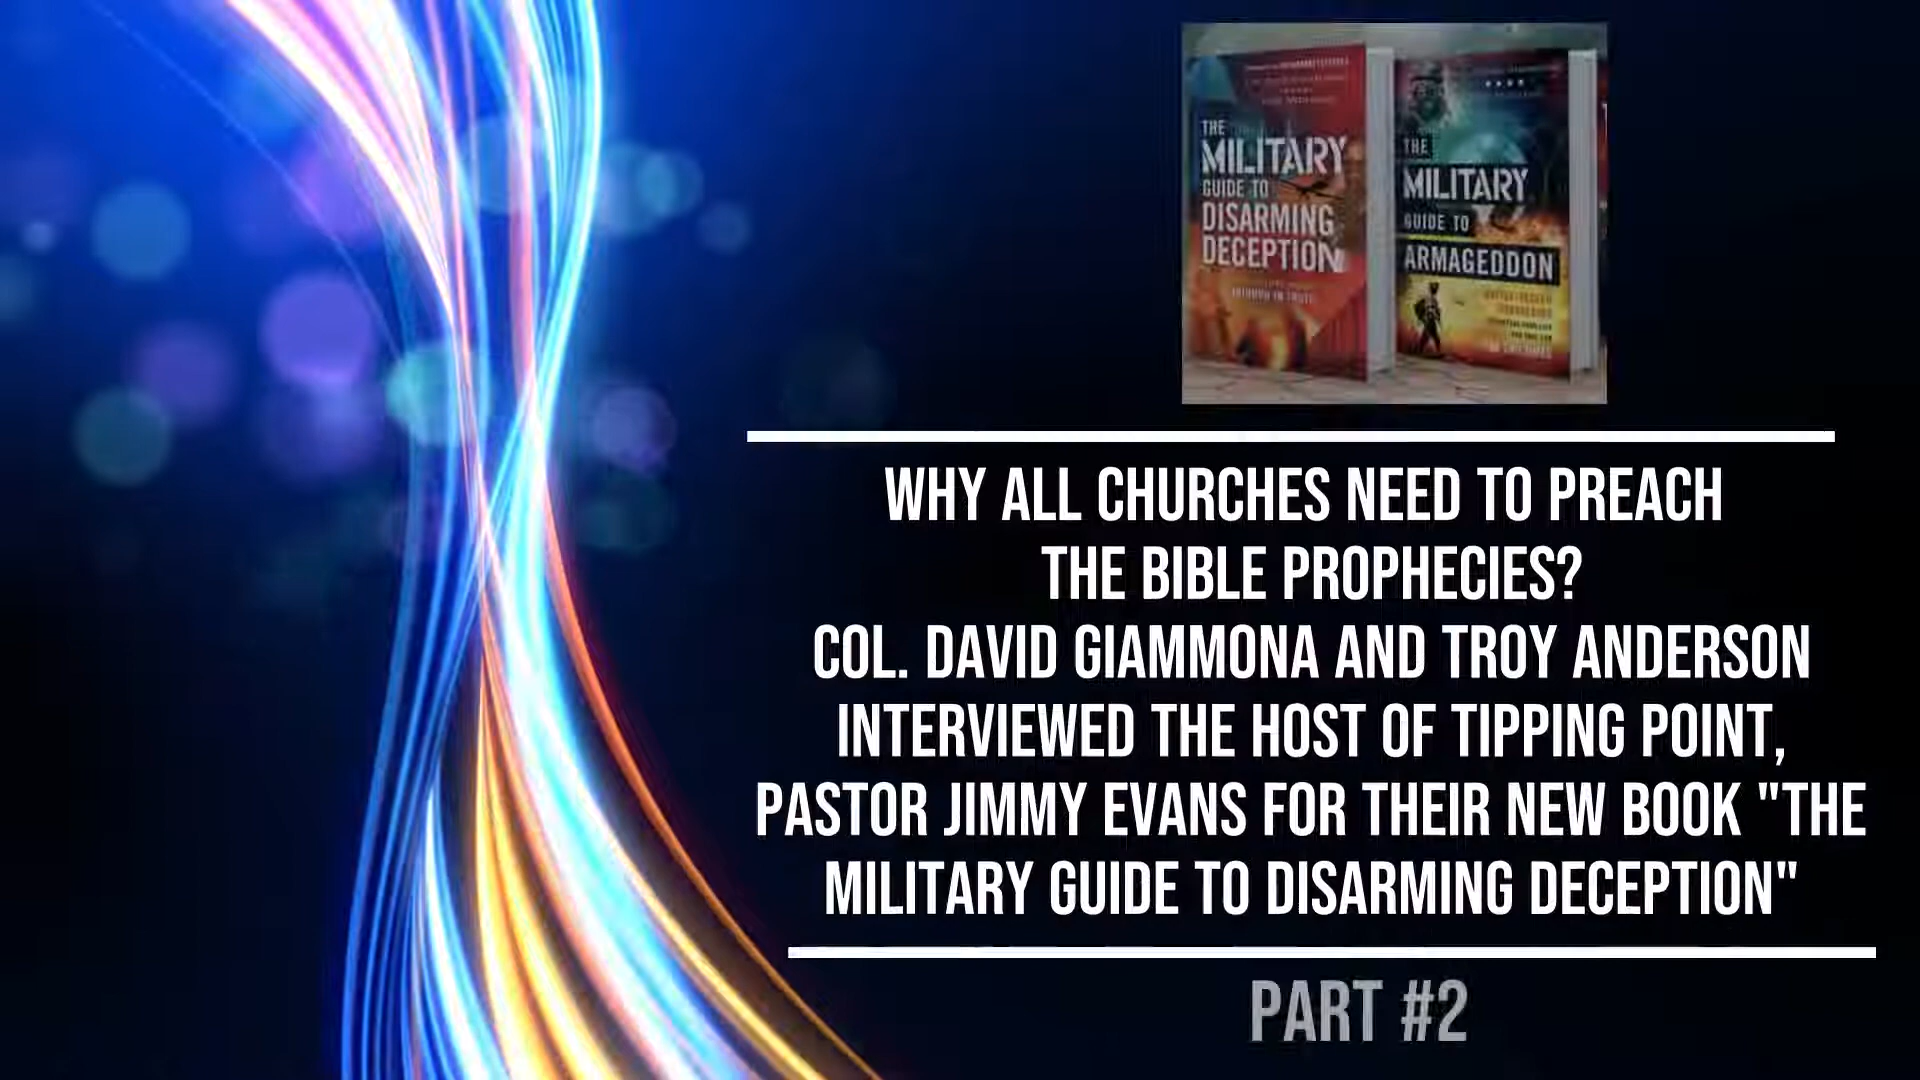 THE
MILITARY
GUIDE TO
DISARMING
DECEPTION
THE
MILITARY
GUIDE TO
ARMAGEDDON
WHY ALL CHURCHES NEED TO PREACH
THE BIBLE PROPHECIES?
COL. DAVID GIAMMONA AND TROY ANDERSON
INTERVIEWED THE HOST OF TIPPING POINT,
PASTOR JIMMY EVANS FOR THEIR NEW BOOK "THE
MILITARY GUIDE TO DISARMING DECEPTION"
PART #2